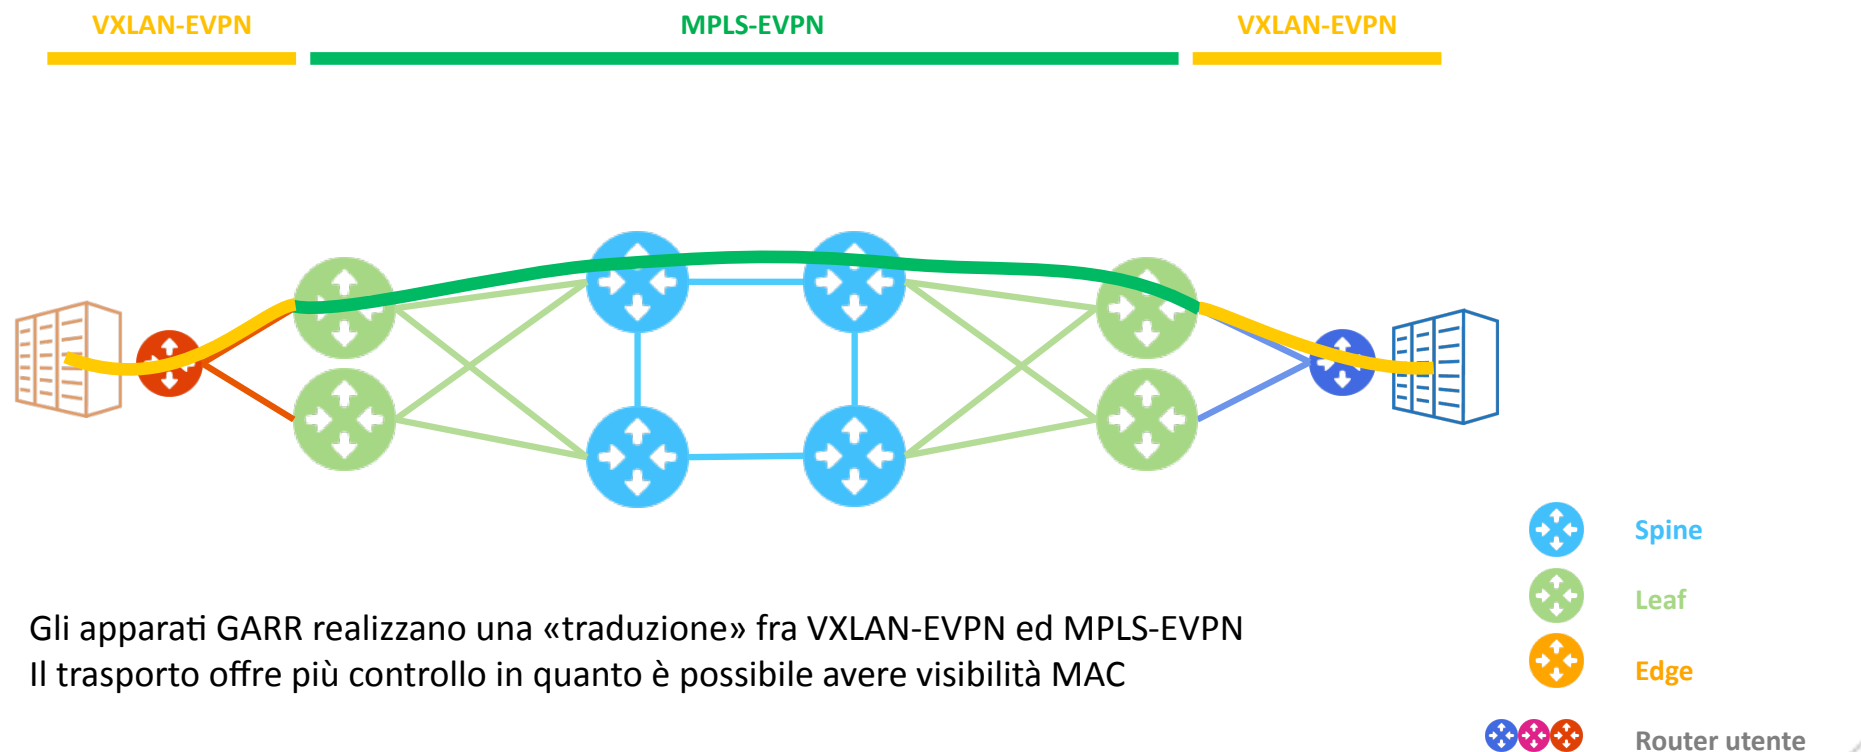 VXLAN-EVPN
MPLS-EVPN
VXLAN-EVPN
Spine
Leaf
Edge
Router utente
Gli apparati GARR realizzano una «traduzione» fra VXLAN-EVPN ed MPLS-EVPN
Il trasporto offre più controllo in quanto è possibile avere visibilità MAC